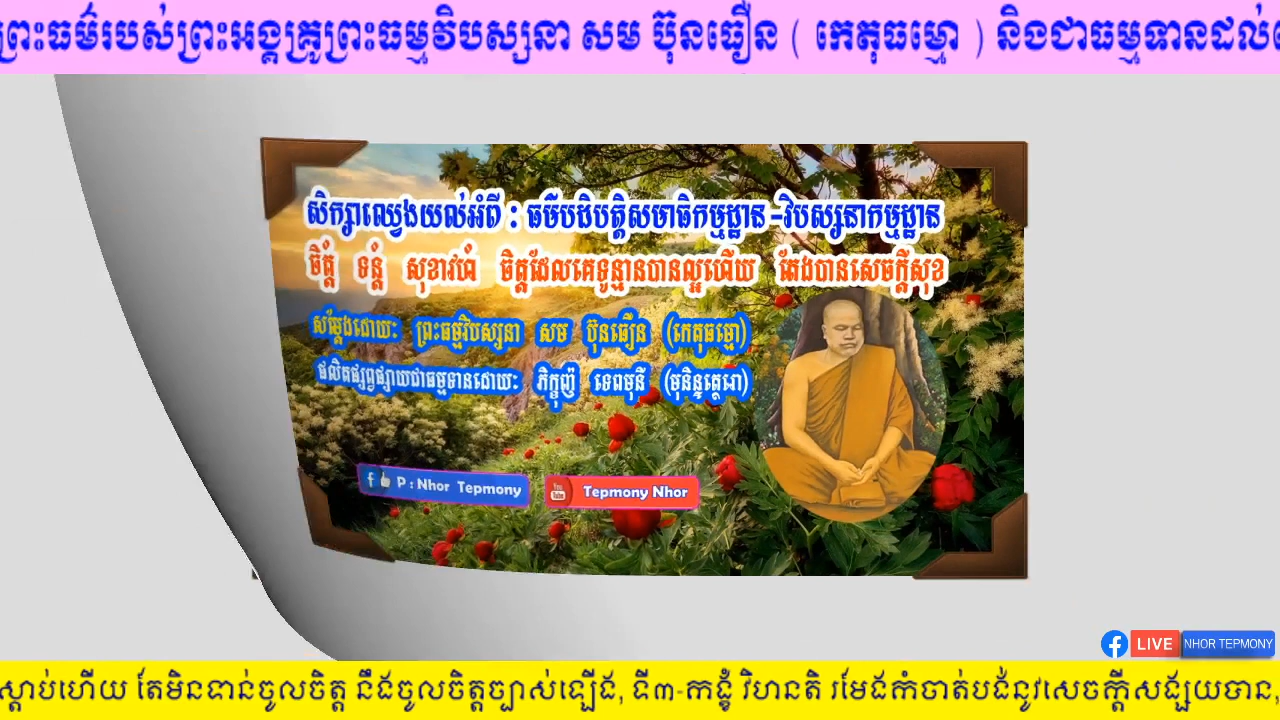 ព្រះធម៌របស់ព្រះអង្គគ្រូព្រះធម្មវិបស្សនា សម ប៊ុនធឿន ( កេតុធម្មោ ) និងជាធម្មទានដល់
សិក្សាឈ្វេងយល់អំពី : ធម៌បដិបត្តិសមាធិកម្មដ្ឋាន -វិបស្សនាកម្មដ្ឋាន
ចិត្តំ ទន្តំ សុខាវហំ ចិត្តដែលគេទូន្មានបានល្អហើយ តែងបានសេចក្តីសុខ
សម្តែងដោយៈ ព្រះធម្មវិបស្សនា សម ប៊ុនធឿន (កេតុធម្មោ)
ផលិតផ្សព្វផ្សាយជាធម្មទានដោយៈ ភិក្ខុញ៉ ទេពមុនី (មុនិន្ទត្ថេរោ)
P : Nhor Tepmony
You Tube Tepmony Nhor
LIVE NHOR TEPMONY
ស្តាប់ហើយ តែមិនទាន់ចូលចិត្ត នឹងចូលចិត្តច្បាស់ឡើង, ទី៣-កង្ខំ វិហនតិ រមែងកំចាត់បង់នូវសេចក្តីសង្ស័យបាន,